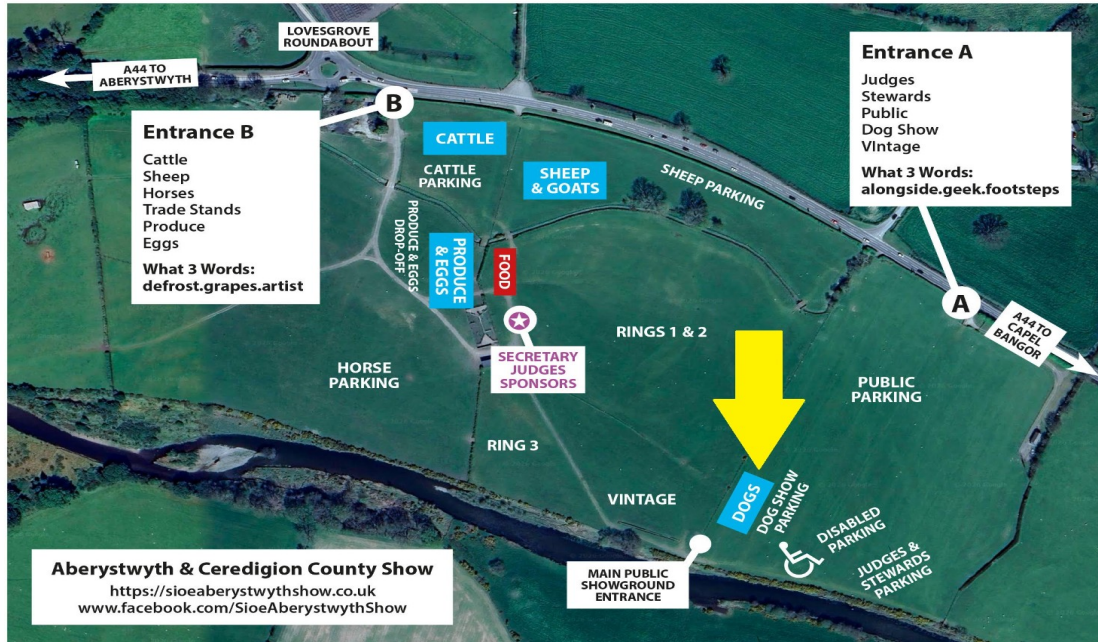 LOVESGROVE
ROUNDABOUT
A44 TO
ABERYSTWYTH
B
Entrance B
Cattle
Sheep
Horses
Trade Stands
Produce
Eggs
What 3 Words:
defrost.grapes.artist
Entrance A
Judges
Stewards
Public
Dog Show
VIntage
What 3 Words:
alongside.geek.footsteps
A
A44 TO
CAPEL
BANGOR
CATTLE
CATTLE
PARKING
SHEEP
& GOATS
SHEEP PARKING
PRODUCE & EGGS
DROP-OFF
PRODUCE
& EGGS
FOOD
SECRETARY
JUDGES
SPONSORS
RINGS 1 & 2
HORSE
PARKING
PUBLIC
PARKING
RING 3
VINTAGE
DOGS
DOG SHOW
PARKING
DISABLED
PARKING
JUDGES &
STEWARDS
PARKING
MAIN PUBLIC
SHOWGROUND
ENTRANCE
Aberystwyth & Ceredigion County Show
https://sioeaberystwythshow.co.uk
www.facebook.com/SioeAberystwythShow